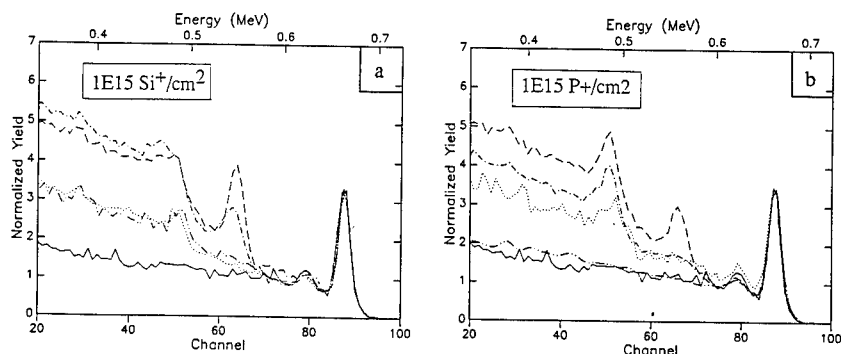 Energy (MeV)
0.4 0.5 0.6 0.7
a
1E15 Si⁺/cm²
Normalized Yield
7
6
5
4
3
2
1
0
20 40 60 80 100
Channel
Energy (MeV)
0.4 0.5 0.6 0.7
b
1E15 P+/cm2
Normalized Yield
7
6
5
4
3
2
1
0
20 40 60 80 100
Channel